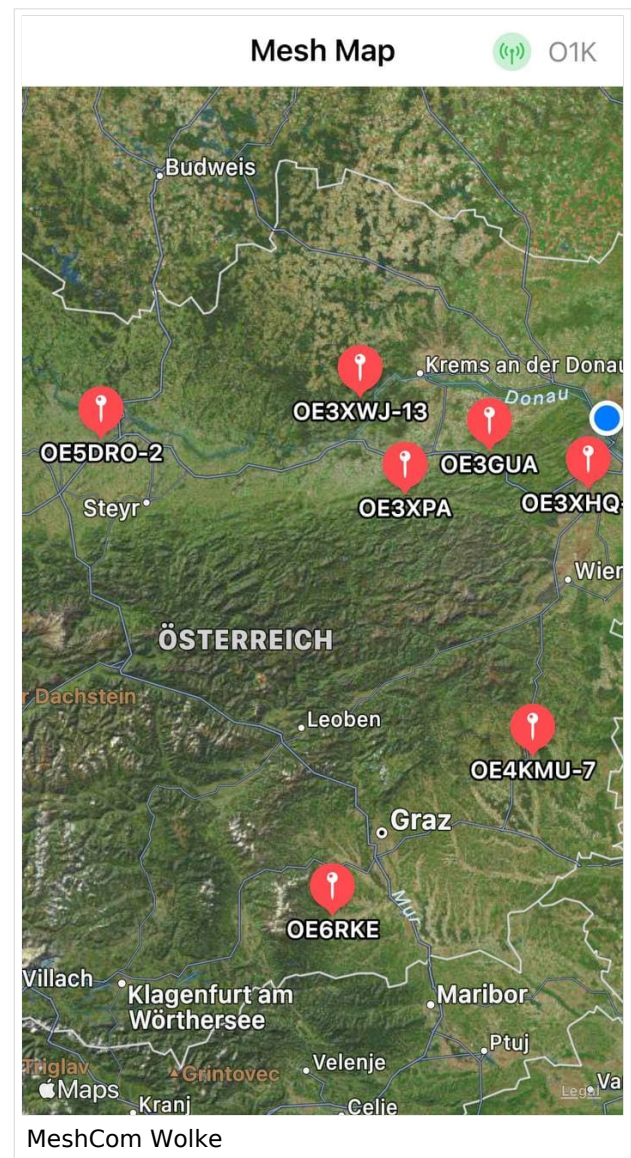 Mesh Map
O1K
Budweis
Krems an der Donau
Donau
OE3XWJ-13
OE5DRO-2
OE3GUA
OE3XPA
OE3XHQ-
Steyr
Wien
ÖSTERREICH
r Dachstein
Leoben
OE4KMU-7
Graz
OE6RKE
Mur
Villach
Klagenfurt am
Wörthersee
Maribor
Ptuj
Triglav
Grintovec
Velenje
Maps
Legal
Va
Kranj
Celje
MeshCom Wolke